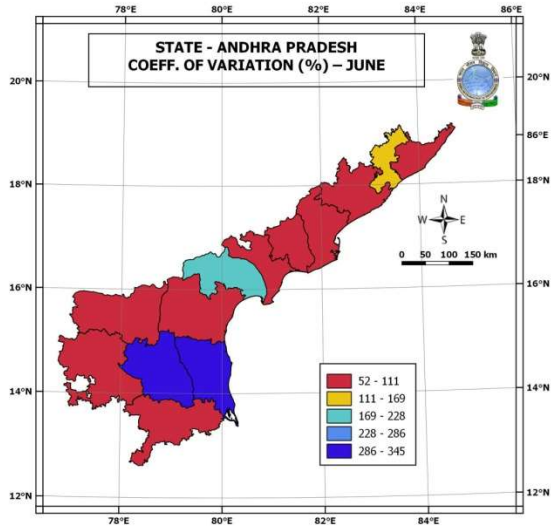 78°E 80°E 82°E 84°E 86°E
STATE - ANDHRA PRADESH
COEFF. OF VARIATION (%) – JUNE
20°N 20°N
86°E
18°N 18°N
N
W E
S
0 50 100 150 km
16°N 16°N
52 - 111
111 - 169
169 - 228
228 - 286
286 - 345
14°N 14°N
12°N 12°N
78°E 80°E 82°E 84°E